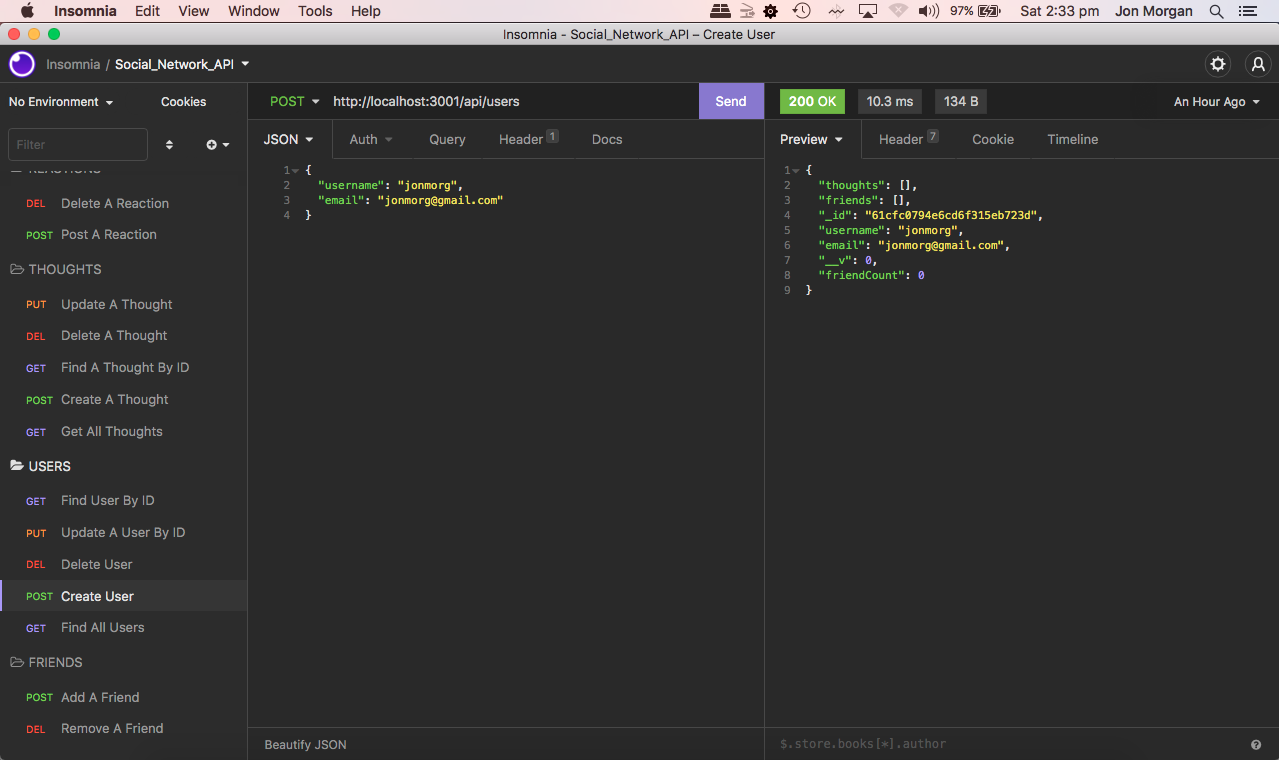 Insomnia Edit View Window Tools Help 97% Sat 2:33 pm Jon Morgan
Insomnia - Social_Network_API – Create User
Insomnia / Social_Network_API
No Environment Cookies
Filter
REACTIONS
DEL Delete A Reaction
POST Post A Reaction
THOUGHTS
PUT Update A Thought
DEL Delete A Thought
GET Find A Thought By ID
POST Create A Thought
GET Get All Thoughts
USERS
GET Find User By ID
PUT Update A User By ID
DEL Delete User
POST Create User
GET Find All Users
FRIENDS
POST Add A Friend
DEL Remove A Friend
POST http://localhost:3001/api/users Send
JSON Auth Query Header 1 Docs
1 {
2 "username": "jonmorg",
3 "email": "jonmorg@gmail.com"
4 }
Beautify JSON
200 OK 10.3 ms 134 B An Hour Ago
Preview Header 7 Cookie Timeline
1 {
2 "thoughts": [],
3 "friends": [],
4 "_id": "61cfc0794e6cd6f315eb723d",
5 "username": "jonmorg",
6 "email": "jonmorg@gmail.com",
7 "__v": 0,
8 "friendCount": 0
9 }
$.store.books[*].author